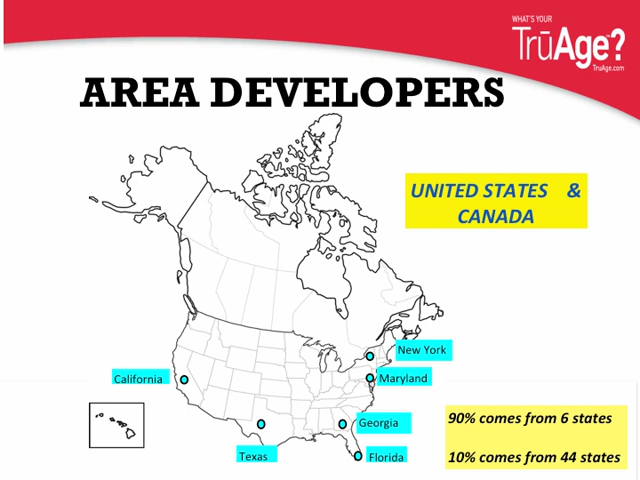 WHAT'S YOUR
TrūAge?
TruAge.com
AREA DEVELOPERS
UNITED STATES &
CANADA
New York
California
Maryland
Georgia
Texas
Florida
90% comes from 6 states
10% comes from 44 states